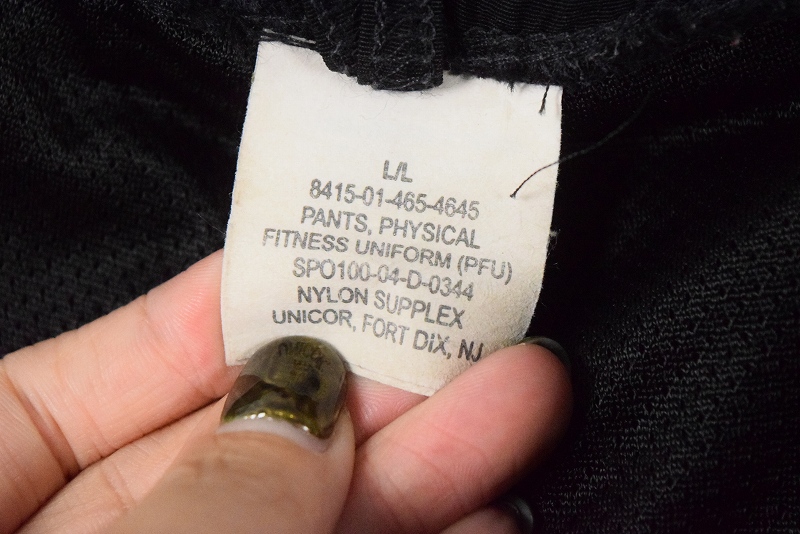 L/L
8415-01-465-4645
PANTS, PHYSICAL
FITNESS UNIFORM (PFU)
SPO100-04-D-0344
NYLON SUPPLEX
UNICOR, FORT DIX, NJ